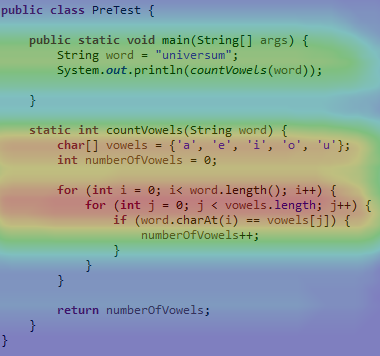 public class PreTest {
public static void main(String[] args) {
String word = "universum";
System.out.println(countVowels(word));
}
static int countVowels(String word) {
char[] vowels = {'a', 'e', 'i', 'o', 'u'};
int numberOfVowels = 0;
for (int i = 0; i< word.length(); i++) {
for (int j = 0; j < vowels.length; j++) {
if (word.charAt(i) == vowels[j]) {
numberOfVowels++;
}
}
}
return numberOfVowels;
}
}